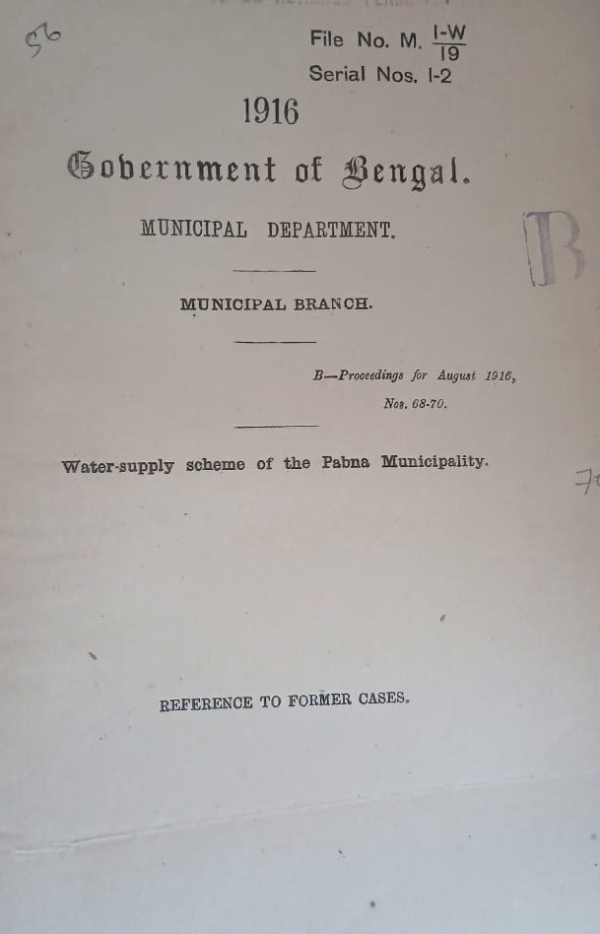 56
File No. M. I-W/19
Serial Nos. 1-2
1916
Government of Bengal.
MUNICIPAL DEPARTMENT.
MUNICIPAL BRANCH.
B
B—Proceedings for August 1916,
Nos. 68-70.
Water-supply scheme of the Pabna Municipality.
REFERENCE TO FORMER CASES.